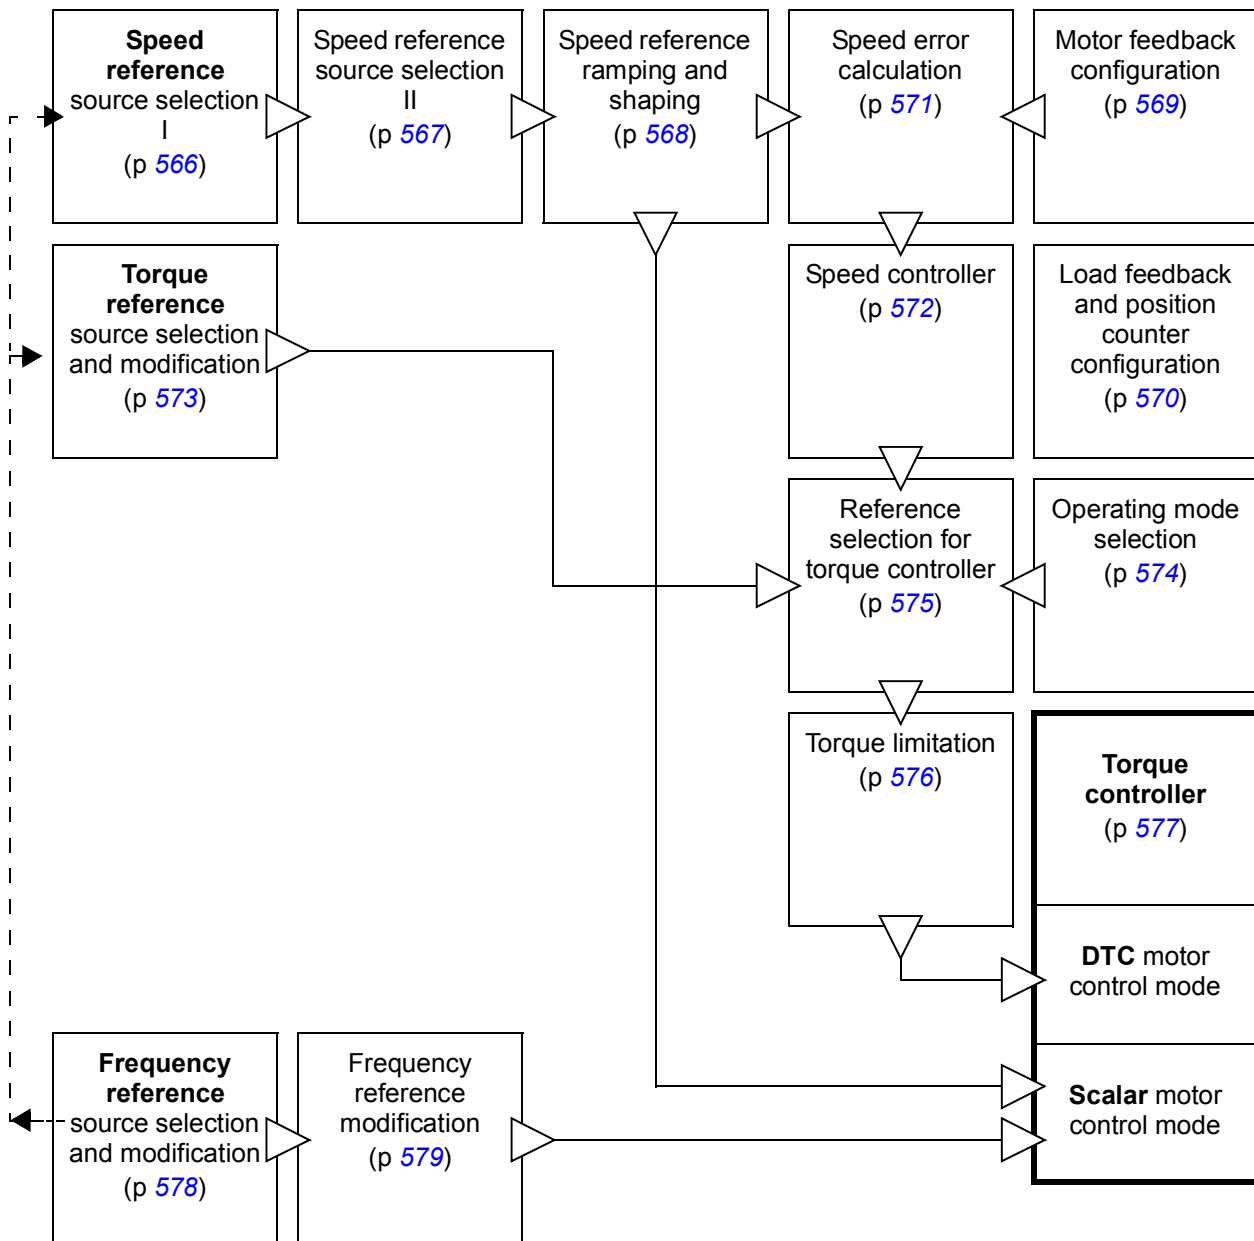 Speed
reference
source selection
I
(p 566)
Speed reference
source selection
II
(p 567)
Speed reference
ramping and
shaping
(p 568)
Speed error
calculation
(p 571)
Motor feedback
configuration
(p 569)
Torque
reference
source selection
and modification
(p 573)
Speed controller
(p 572)
Load feedback
and position
counter
configuration
(p 570)
Reference
selection for
torque controller
(p 575)
Operating mode
selection
(p 574)
Torque limitation
(p 576)
Torque
controller
(p 577)
DTC motor
control mode
Frequency
reference
source selection
and modification
(p 578)
Frequency
reference
modification
(p 579)
Scalar motor
control mode